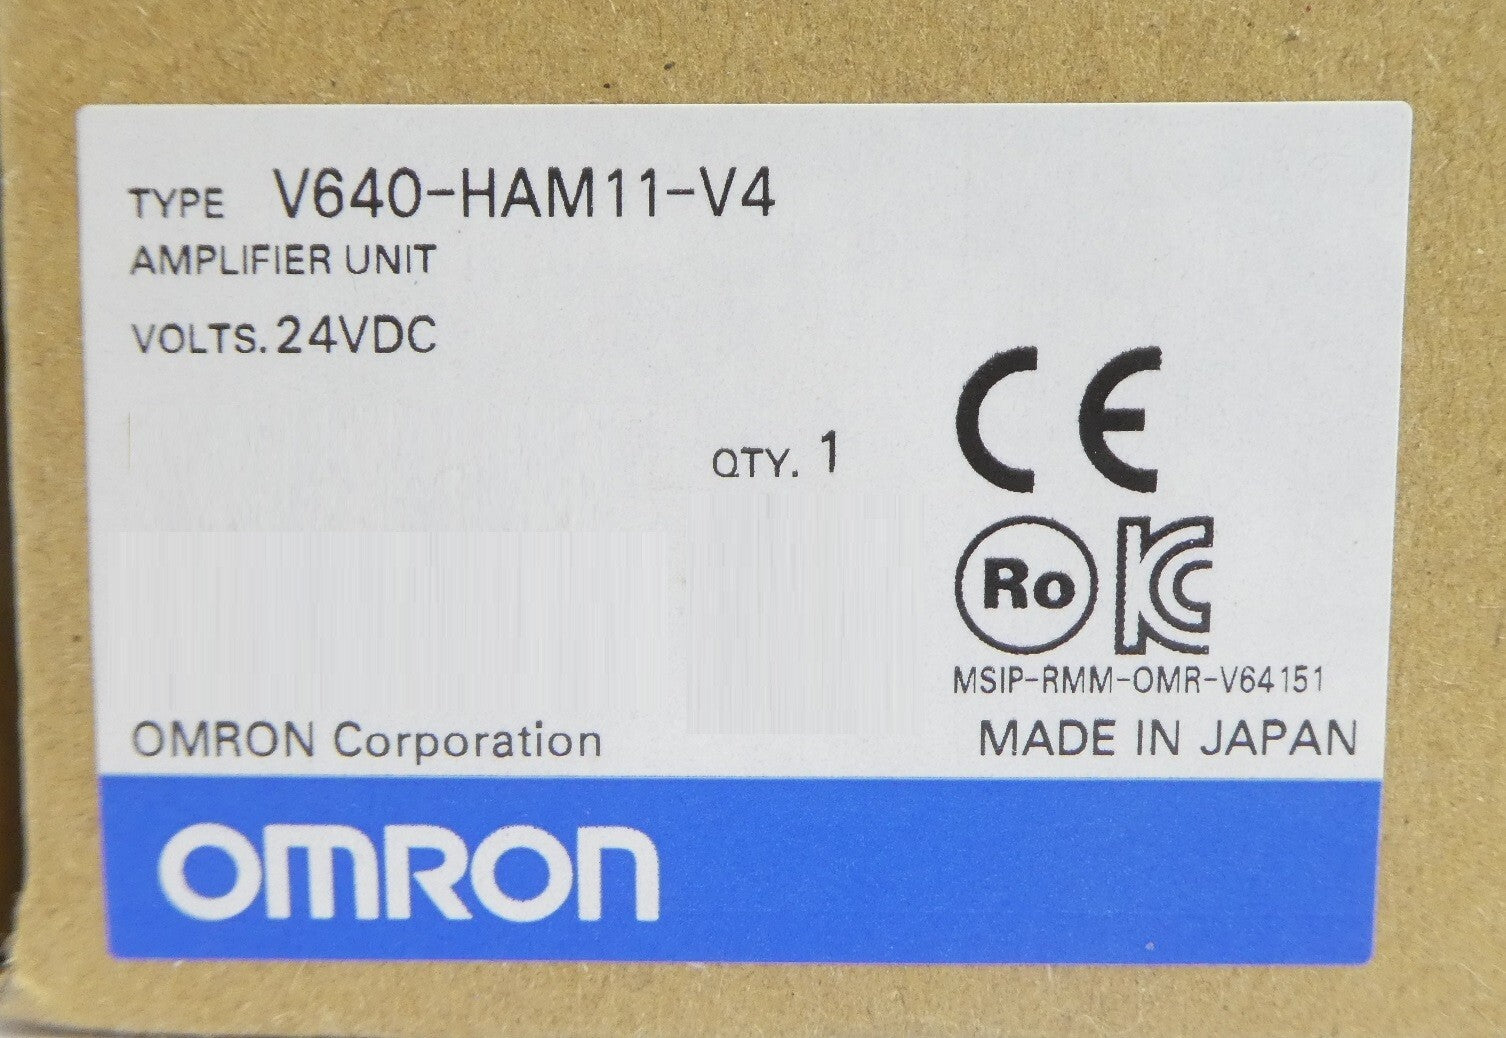 TYPE V640-HAM11-V4
AMPLIFIER UNIT
VOLTS. 24VDC
QTY. 1
CE
Ro
KC
MSIP-RMM-OMR-V64151
OMRON Corporation
MADE IN JAPAN
OMRON